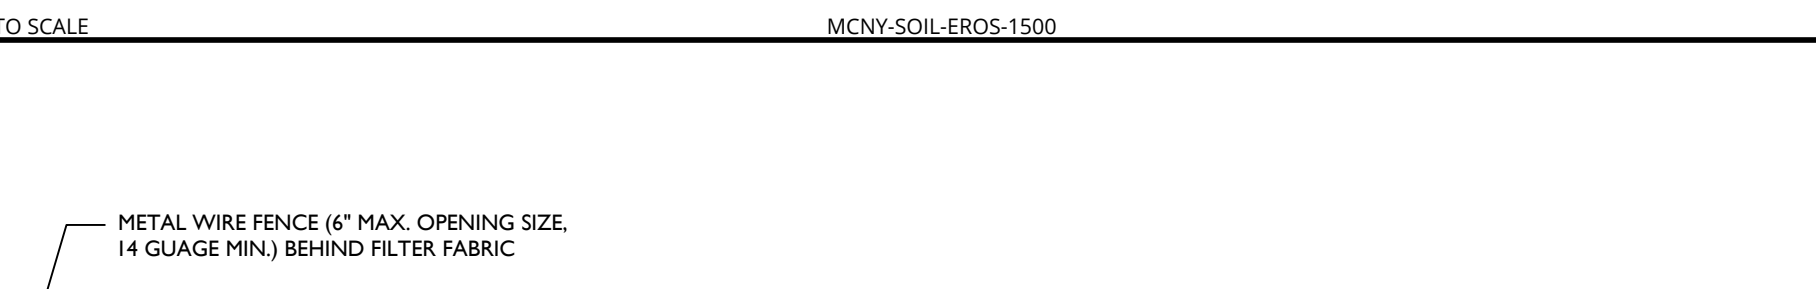 TO SCALE MCNY-SOIL-EROS-1500
METAL WIRE FENCE (6" MAX. OPENING SIZE,
14 GUAGE MIN.) BEHIND FILTER FABRIC